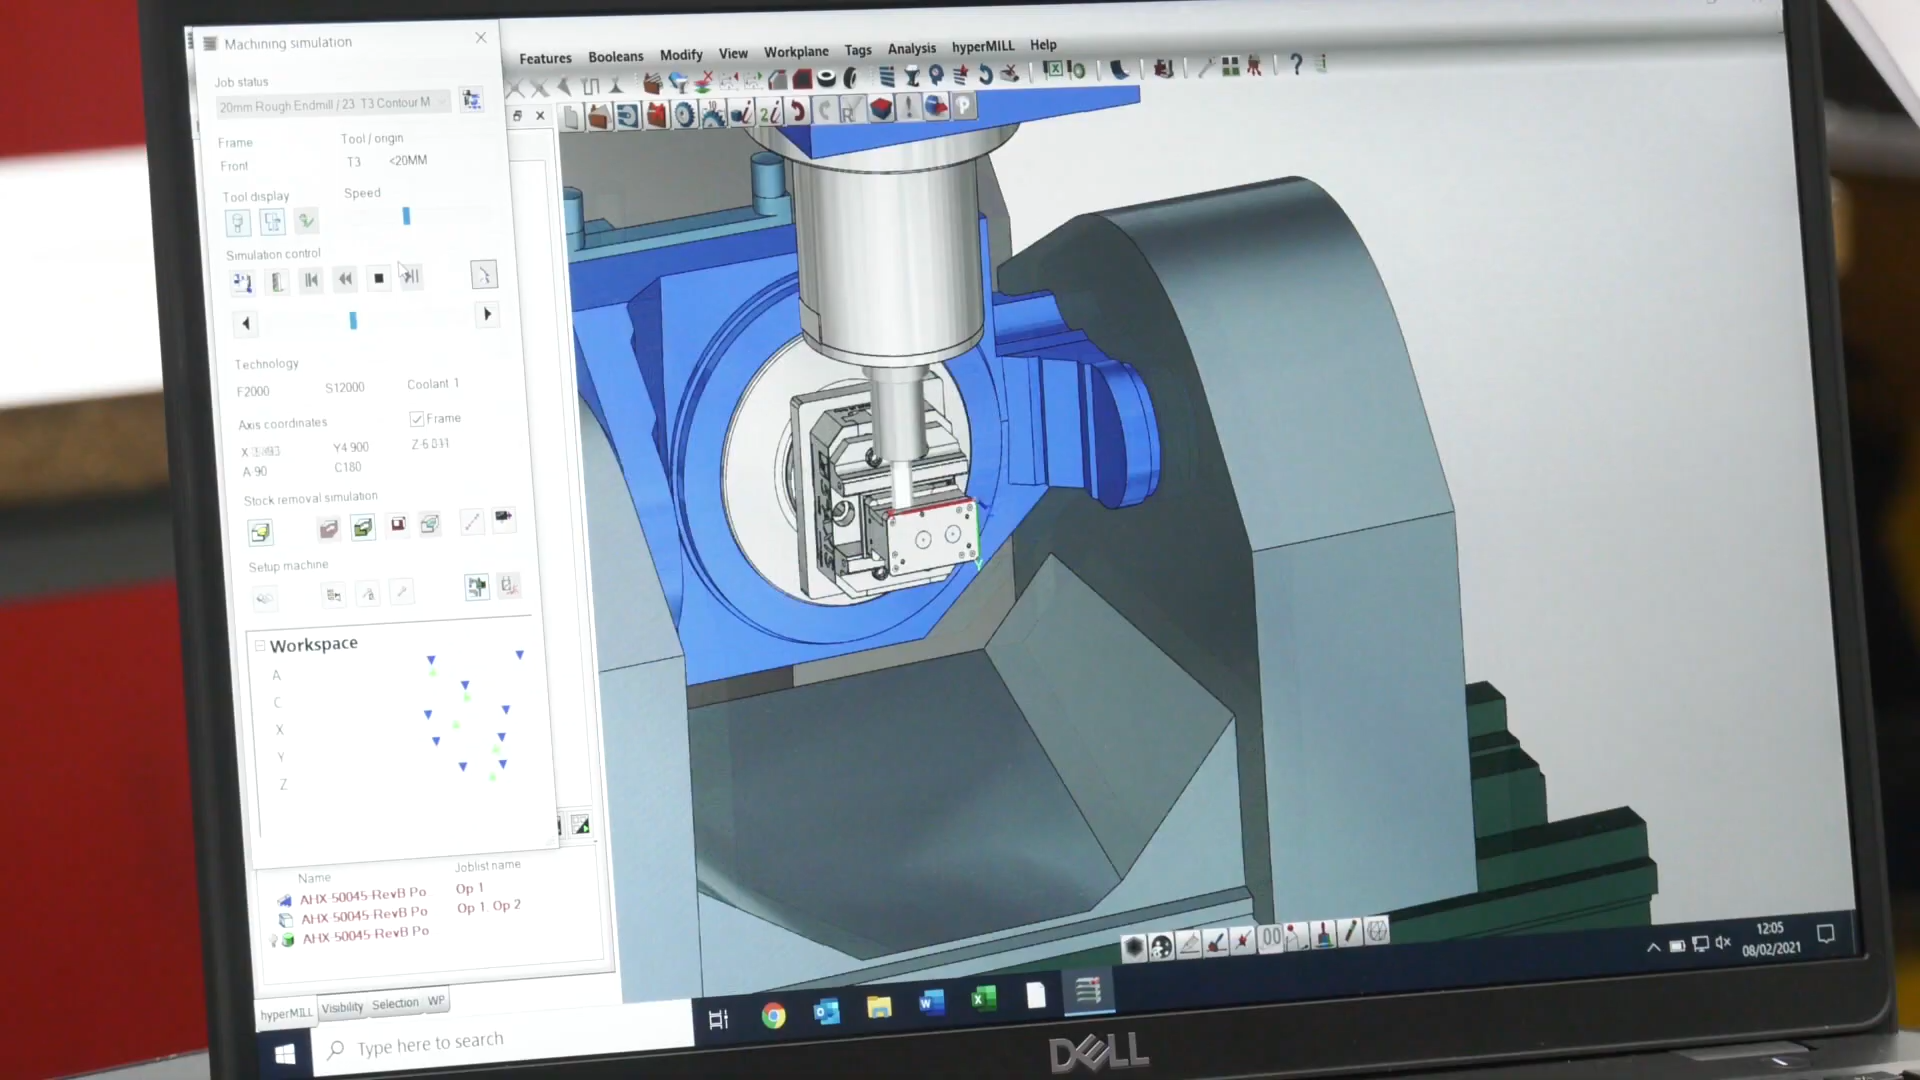 Machining simulation
Features Booleans Modify View Workplane Tags Analysis hyperMILL Help
Job status
20mm Rough Endmill / 23 T3 Contour M
Frame
Tool / origin
Front
T3 <20MM
Tool display
Speed
Simulation control
Technology
F2000 S12000 Coolant 1
Axis coordinates
Frame
X
Y4.900
Z-6.031
A 90
C180
Stock removal simulation
Setup machine
Workspace
A
C
X
Y
Z
Name
Joblist name
AHX-50045-RevB Po
Op 1
AHX-50045-RevB Po
Op 1, Op 2
AHX-50045-RevB Po
hyperMILL Visibility Selection WP
Type here to search
12:05
08/02/2021
DELL